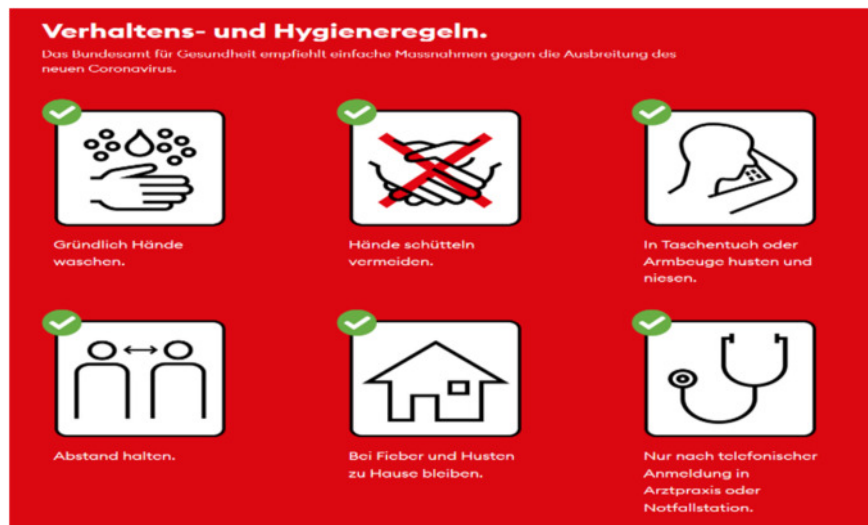 Verhaltens- und Hygieneregeln.
Das Bundesamt für Gesundheit empfiehlt einfache Massnahmen gegen die Ausbreitung des
neuen Coronavirus.
Gründlich Hände
waschen.
Hände schütteln
vermeiden.
In Taschentuch oder
Armbeuge husten und
niesen.
Abstand halten.
Bei Fieber und Husten
zu Hause bleiben.
Nur nach telefonischer
Anmeldung in
Arztpraxis oder
Notfallstation.